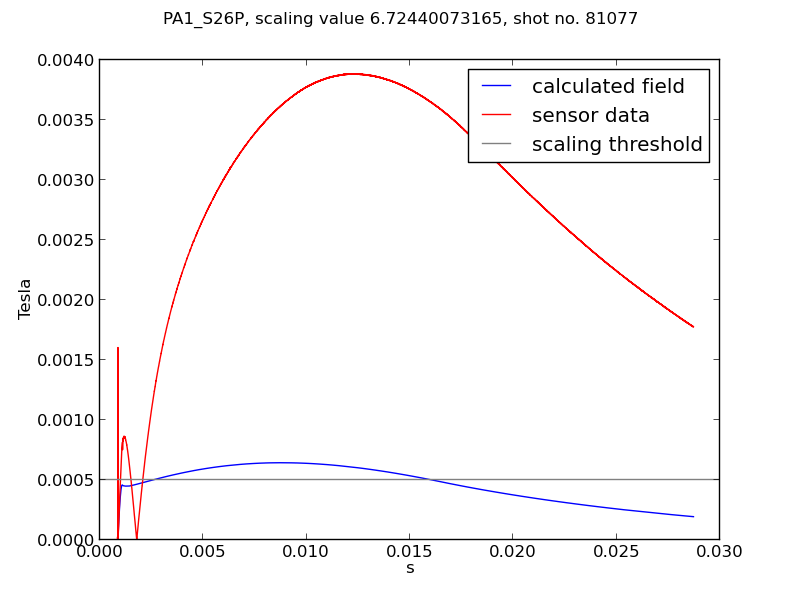 PA1_S26P, scaling value 6.72440073165, shot no. 81077
calculated field
sensor data
scaling threshold
Tesla
0.0040
0.0035
0.0030
0.0025
0.0020
0.0015
0.0010
0.0005
0.0000
0.000
0.005
0.010
0.015
0.020
0.025
0.030
s